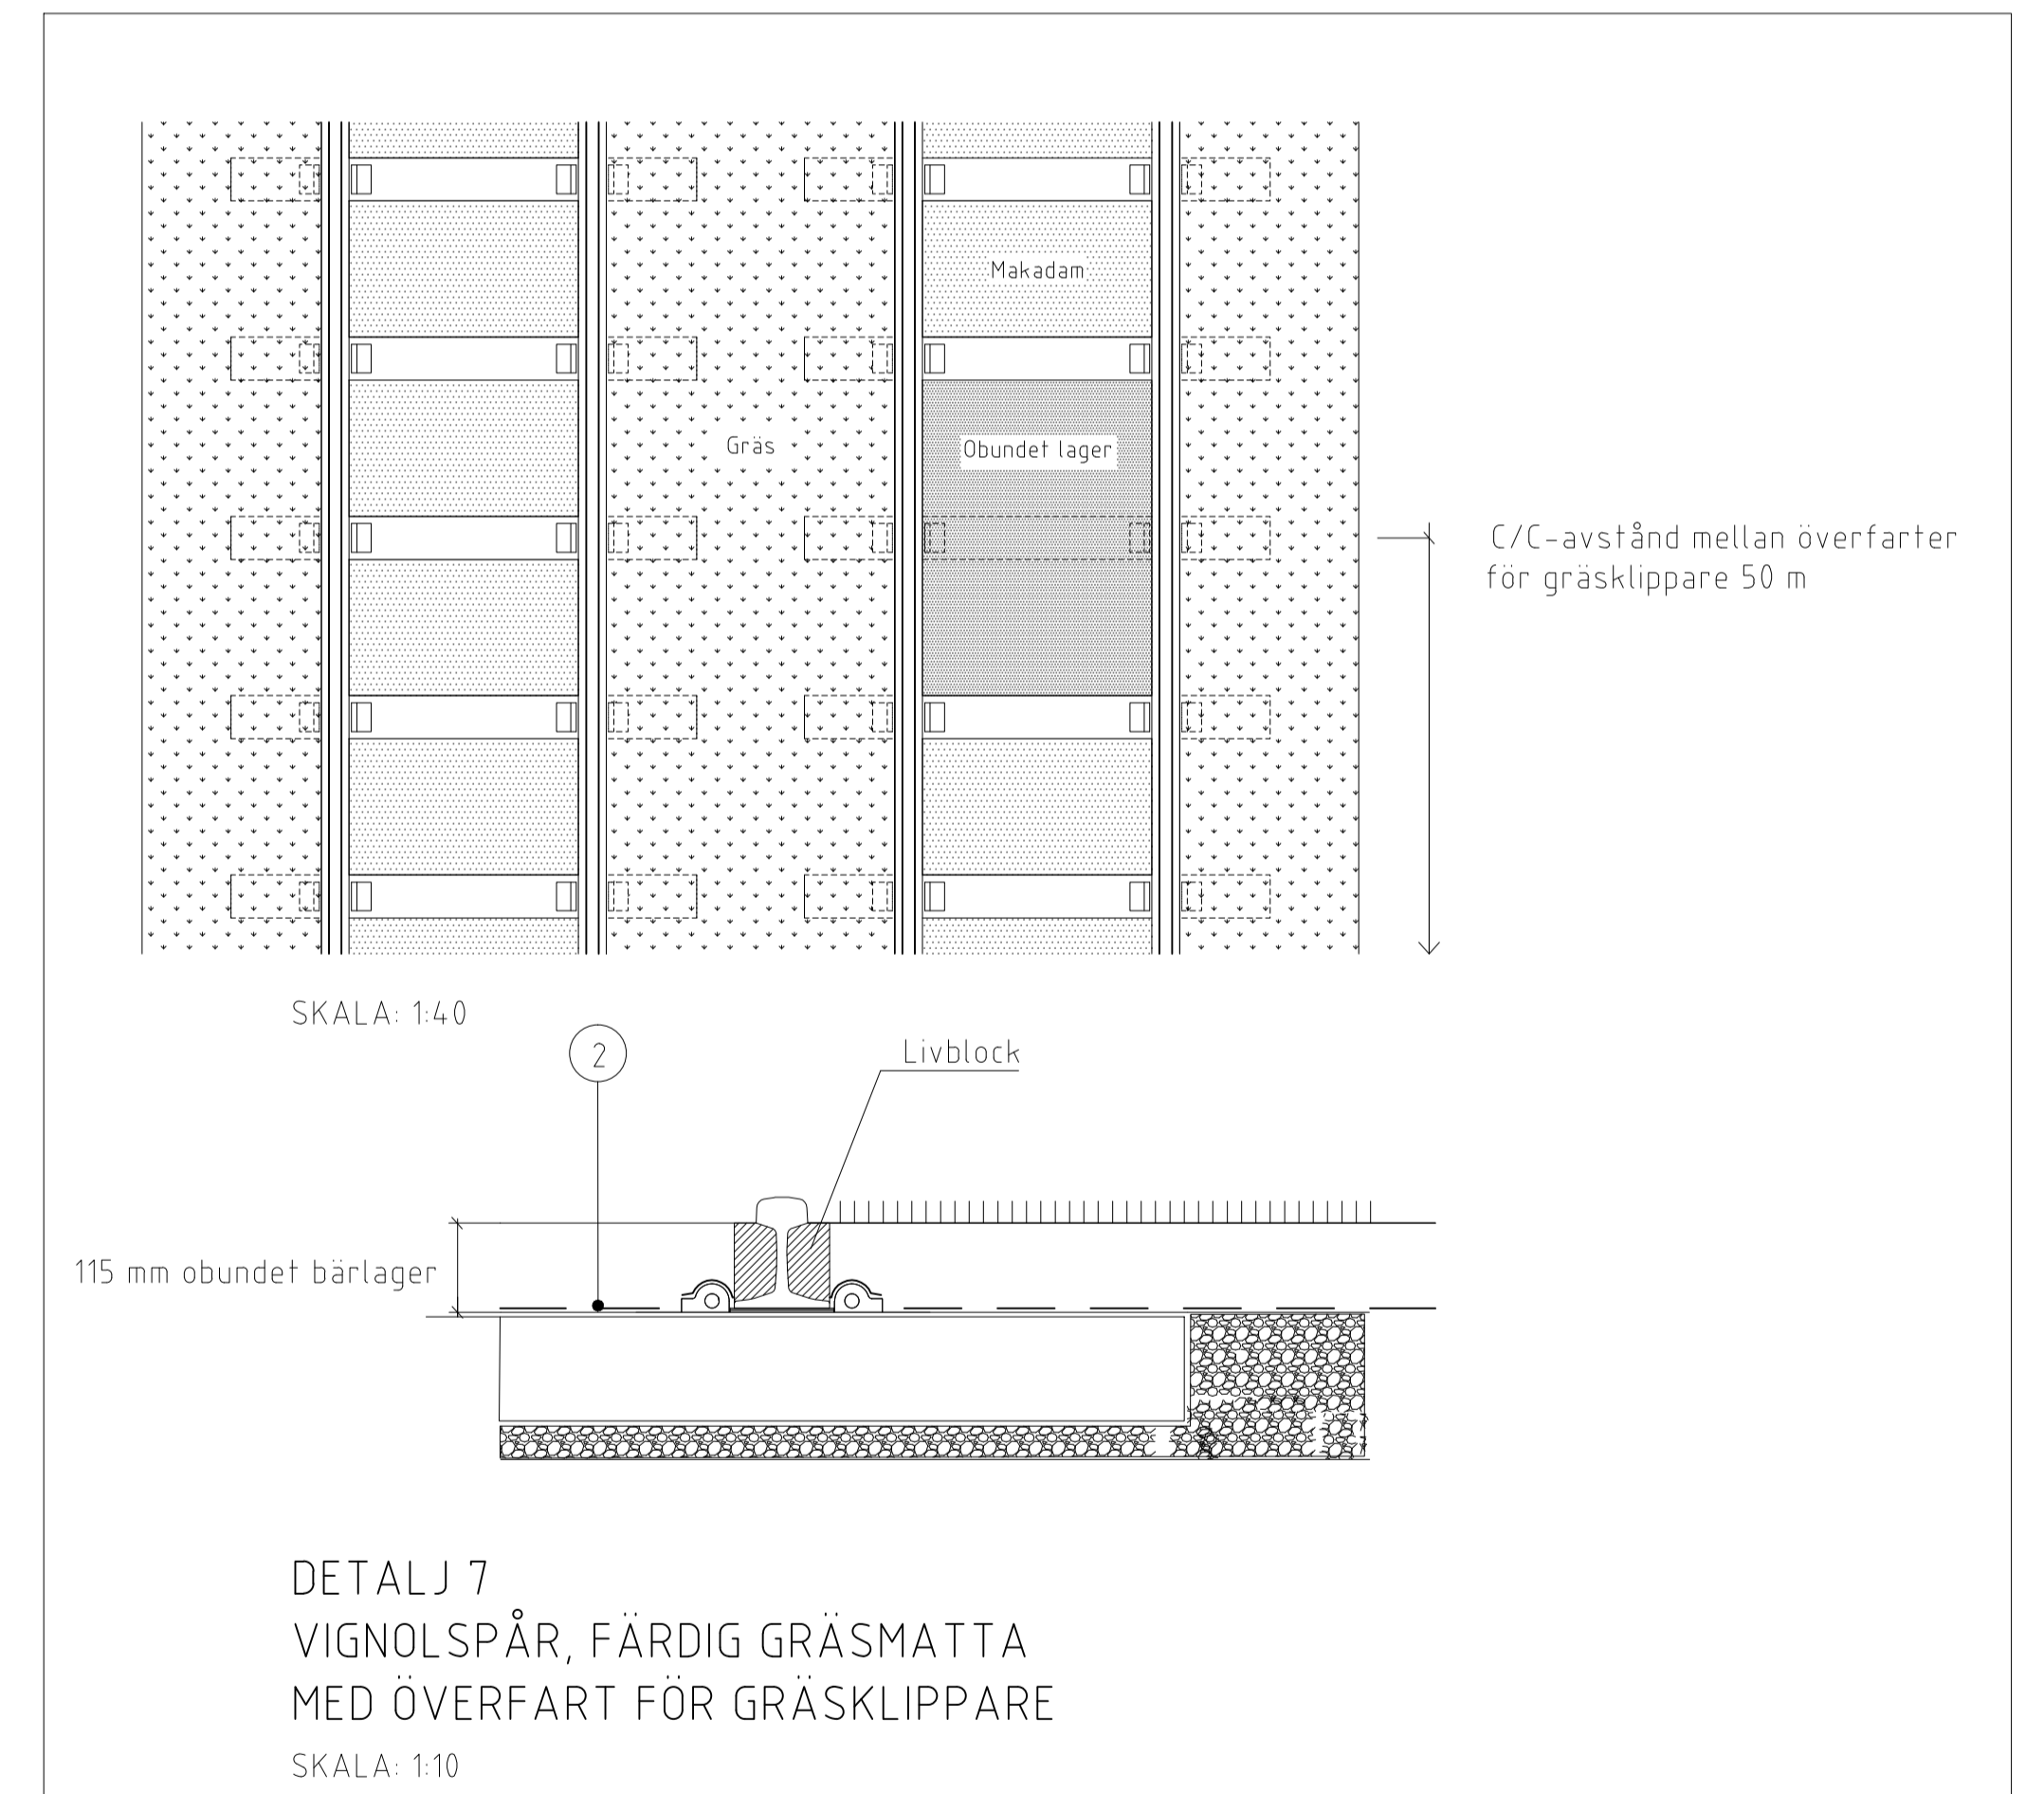 Makadam
Gräs
Obundet lager
C/C-avstånd mellan överfarter
för gräsklippare 50 m
SKALA: 1:40
2
Livblock
115 mm obundet bärlager
DETALJ 7
VIGNOLSPÅR, FÄRDIG GRÄSMATTA
MED ÖVERFART FÖR GRÄSKLIPPARE
SKALA: 1:10